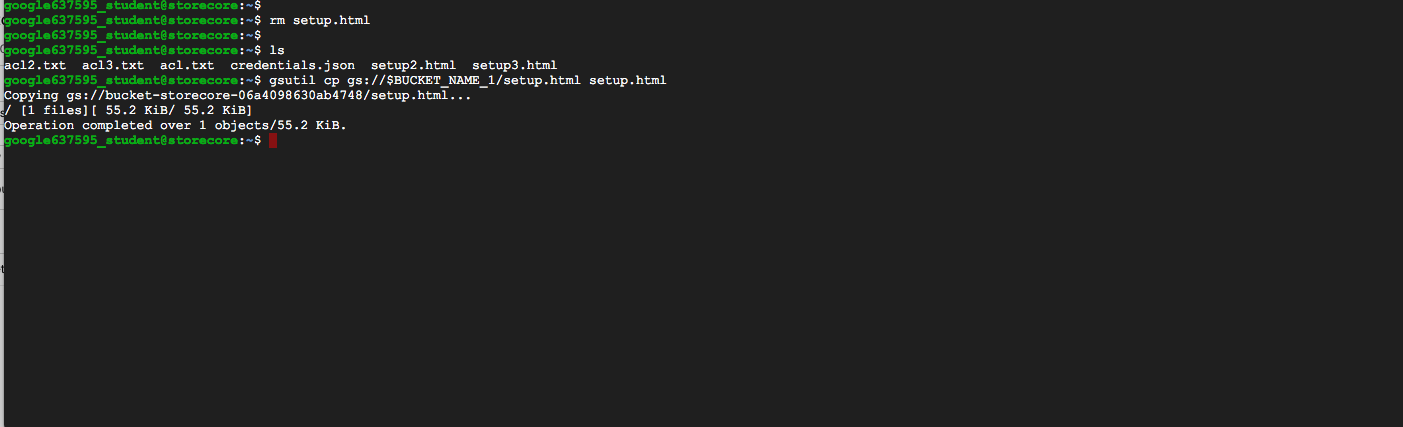 google637595_student@storecore:~$
google637595_student@storecore:~$ rm setup.html
google637595_student@storecore:~$
google637595_student@storecore:~$ ls
acl2.txt  acl3.txt  acl.txt  credentials.json  setup2.html  setup3.html
google637595_student@storecore:~$ gsutil cp gs://$BUCKET_NAME_1/setup.html setup.html
Copying gs://bucket-storecore-06a4098630ab4748/setup.html...
/ [1 files][ 55.2 KiB/ 55.2 KiB]
Operation completed over 1 objects/55.2 KiB.
google637595_student@storecore:~$